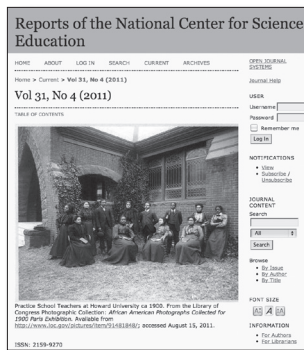 Reports of the National Center for Science
Education
HOME ABOUT LOG IN SEARCH CURRENT ARCHIVES
Home > Current > Vol 31, No 4 (2011)
Vol 31, No 4 (2011)
TABLE OF CONTENTS
Practice School Teachers at Howard University ca 1900. From the Library of
Congress Photographic Collection: African American Photographs Collected for
1900 Paris Exhibition. Available from
http://www.loc.gov/pictures/item/91481848/; accessed August 15, 2011.
ISSN: 2159-9270
OPEN JOURNAL
SYSTEMS
Journal Help
USER
Username
Password
Remember me
Log In
NOTIFICATIONS
View
Subscribe /
Unsubscribe
JOURNAL
CONTENT
Search
All
Search
Browse
By Issue
By Author
By Title
FONT SIZE
A A A
INFORMATION
For Authors
For Librarians